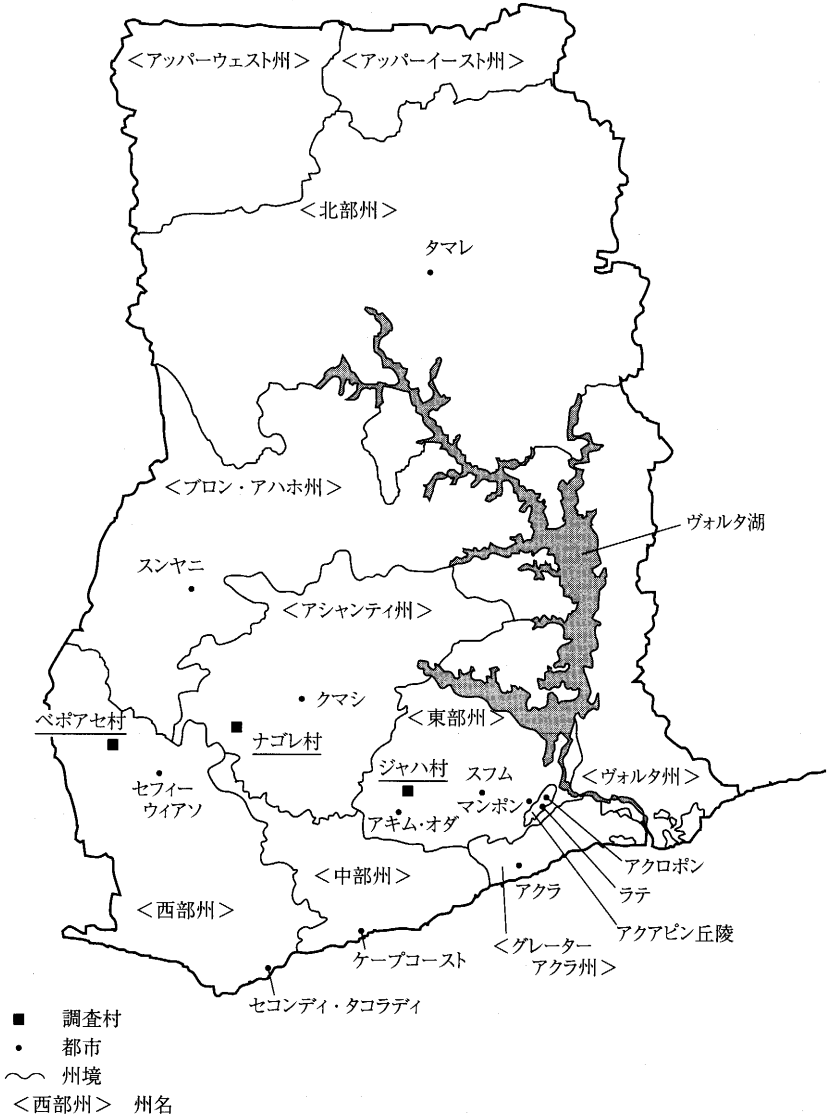 <アッパーウェスト州>
<アッパーイースト州>
<北部州>
タマレ
<ブロン・アハホ州>
ヴォルタ湖
スンヤニ
<アシャンティ州>
クマシ
<東部州>
ベポアセ村
ナゴレ村
ジャハ村
スフム
<ヴォルタ州>
セフィー
ウィアソ
マンポン
アキム・オダ
アクロポン
<中部州>
アクラ
ラテ
<西部州>
アクアピン丘陵
ケープコースト
<グレーター
アクラ州>
セコンディ・タコラディ
■ 調査村
・ 都市
州境
<西部州> 州名